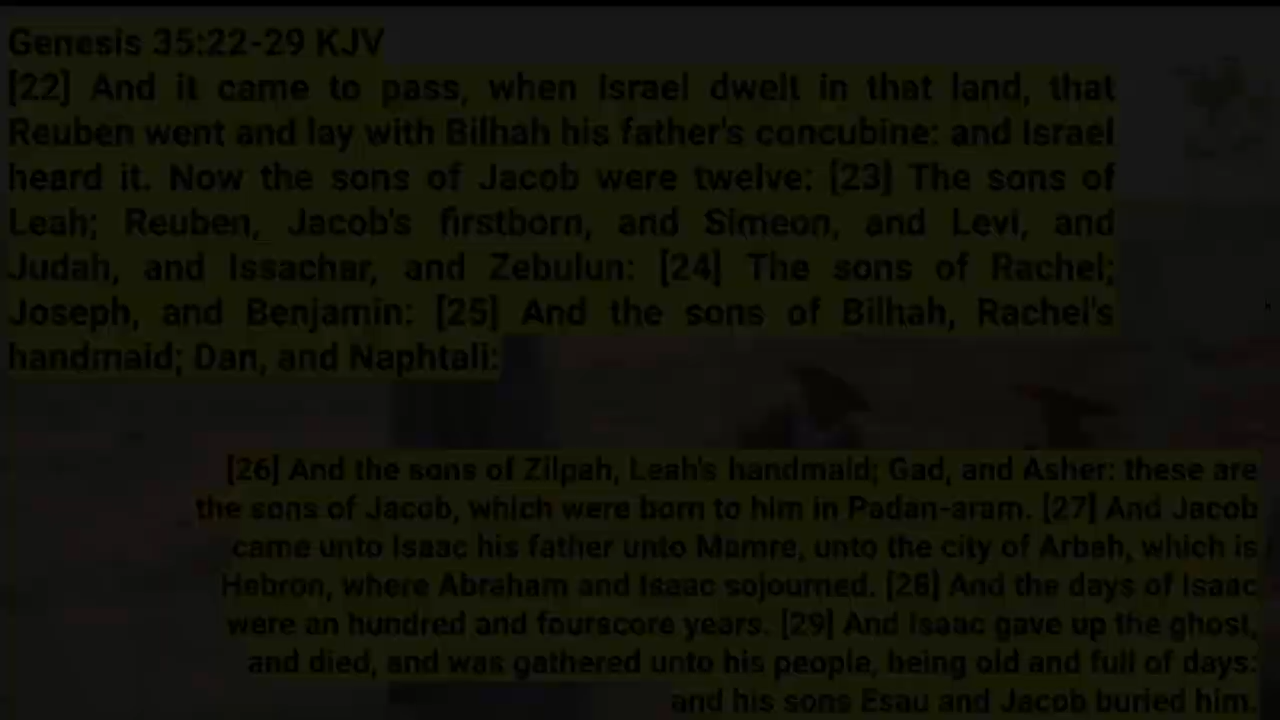 Genesis 35:22-29 KJV
[22] And it came to pass, when Israel dwelt in that land, that
Reuben went and lay with Bilhah his father's concubine: and Israel
heard it. Now the sons of Jacob were twelve: [23] The sons of
Leah; Reuben, Jacob's firstborn, and Simeon, and Levi, and
Judah, and Issachar, and Zebulun: [24] The sons of Rachel;
Joseph, and Benjamin: [25] And the sons of Bilhah, Rachel's
handmaid; Dan, and Naphtali:
[26] And the sons of Zilpah, Leah's handmaid; Gad, and Asher: these are
the sons of Jacob, which were born to him in Padan-aram. [27] And Jacob
came unto Isaac his father unto Mamre, unto the city of Arbah, which is
Hebron, where Abraham and Isaac sojourned. [28] And the days of Isaac
were an hundred and fourscore years. [29] And Isaac gave up the ghost,
and died, and was gathered unto his people, being old and full of days:
and his sons Esau and Jacob buried him.